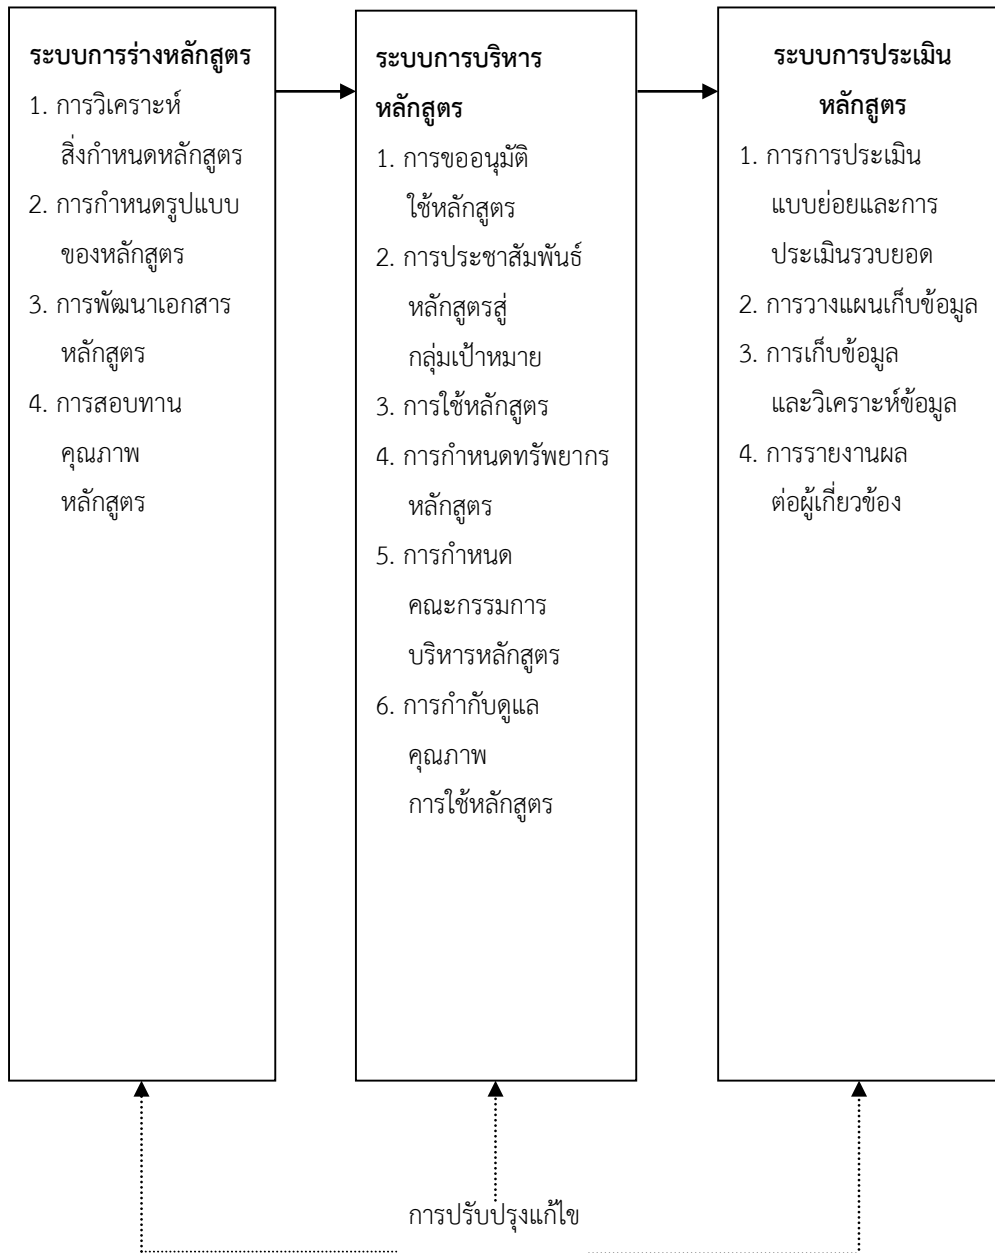 ระบบการร่างหลักสูตร
1. การวิเคราะห์
สิ่งกำหนดหลักสูตร
2. การกำหนดรูปแบบ
ของหลักสูตร
3. การพัฒนาเอกสาร
หลักสูตร
4. การสอบทาน
คุณภาพ
หลักสูตร
ระบบการบริหาร
หลักสูตร
1. การขออนุมัติ
ใช้หลักสูตร
2. การประชาสัมพันธ์
หลักสูตรสู่
กลุ่มเป้าหมาย
3. การใช้หลักสูตร
4. การกำหนดทรัพยากร
หลักสูตร
5. การกำหนด
คณะกรรมการ
บริหารหลักสูตร
6. การกำกับดูแล
คุณภาพ
การใช้หลักสูตร
ระบบการประเมิน
หลักสูตร
1. การการประเมิน
แบบย่อยและการ
ประเมินรวบยอด
2. การวางแผนเก็บข้อมูล
3. การเก็บข้อมูล
และวิเคราะห์ข้อมูล
4. การรายงานผล
ต่อผู้เกี่ยวข้อง
การปรับปรุงแก้ไข